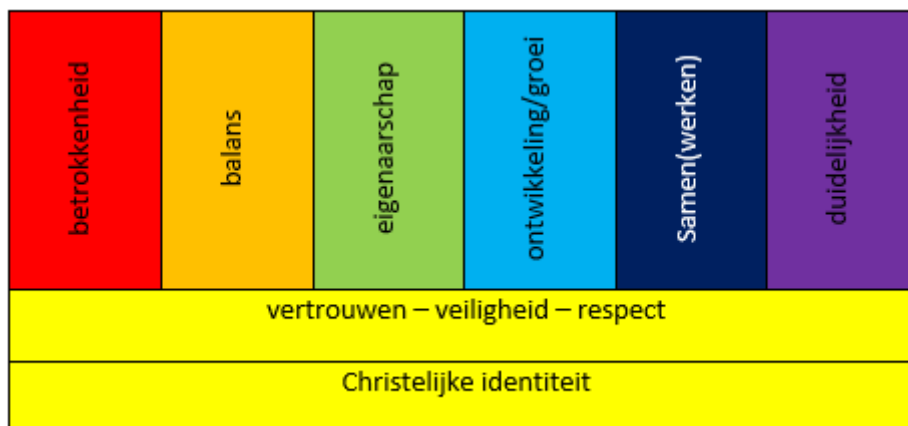 betrokkenheid
balans
eigenaarschap
ontwikkeling/groei
Samen(werken)
duidelijkheid
vertrouwen – veiligheid – respect
Christelijke identiteit